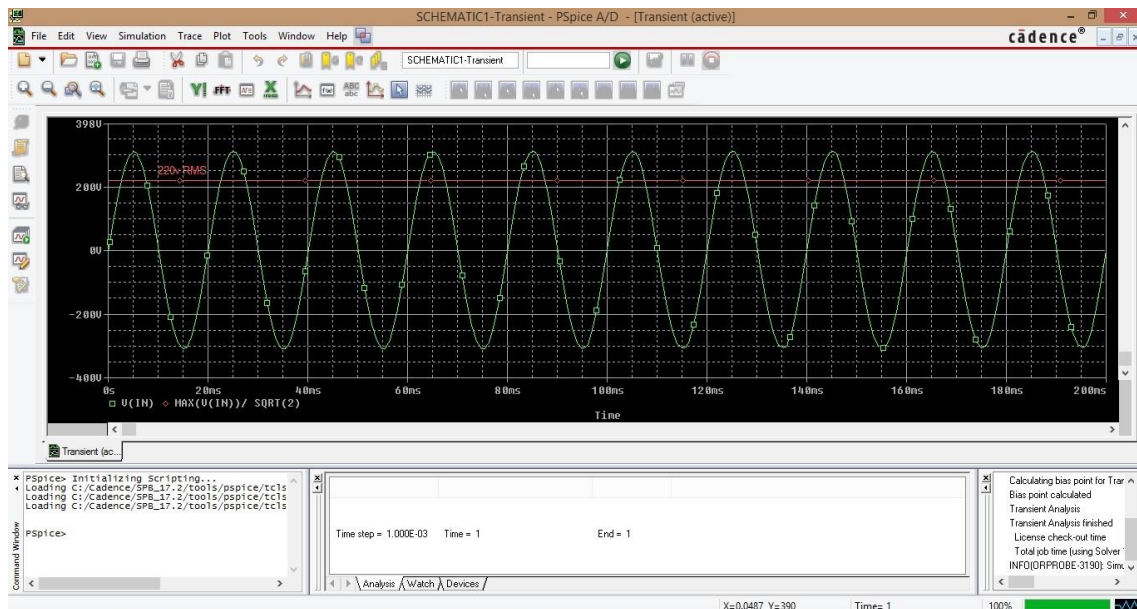 SCHEMATIC1-Transient - PSpice A/D - [Transient (active)]
File Edit View Simulation Trace Plot Tools Window Help
cādence®
SCHEMATIC1-Transient
398V
220v RMS
200V
0V
-200V
-400V
0s 20ms 40ms 60ms 80ms 100ms 120ms 140ms 160ms 180ms 200ms
V(IN) MAX(V(IN))/ SQRT(2)
Time
Transient (ac...
PSpice> Initializing Scripting...
Loading C:/Cadence/SPB_17.2/tools/pspice/tcls
Loading C:/Cadence/SPB_17.2/tools/pspice/tcls
Loading C:/Cadence/SPB_17.2/tools/pspice/tcls
PSpice>
Command Window
Time step = 1.000E-03 Time = 1 End = 1
Analysis Watch Devices
Calculating bias point for Trar
Bias point calculated
Transient Analysis
Transient Analysis finished
License check-out time
Total job time (using Solver
INFO(ORPROBE-3190): Simu
X=0.0487 Y=390 Time= 1 100%